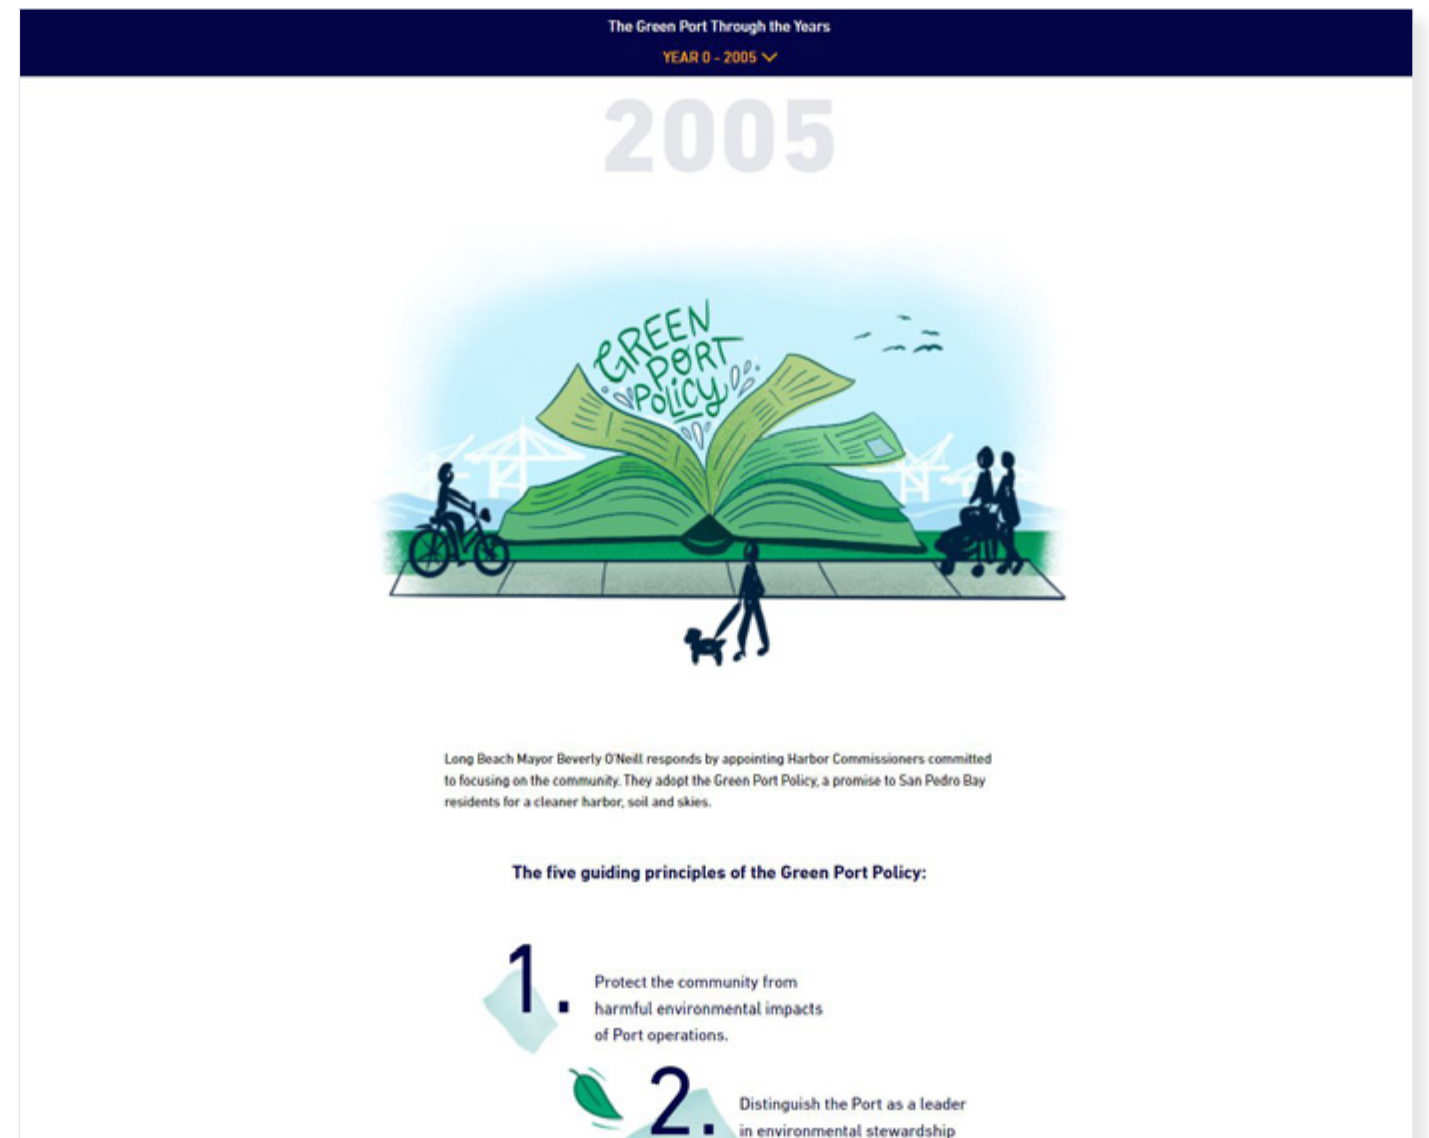 The Green Port Through the Years
YEAR 0 - 2005
2005
GREEN
PORT
POLICY
Long Beach Mayor Beverly O'Neill responds by appointing Harbor Commissioners committed
to focusing on the community. They adopt the Green Port Policy, a promise to San Pedro Bay
residents for a cleaner harbor, soil and skies.
The five guiding principles of the Green Port Policy:
1.
Protect the community from
harmful environmental impacts
of Port operations.
2.
Distinguish the Port as a leader
in environmental stewardship